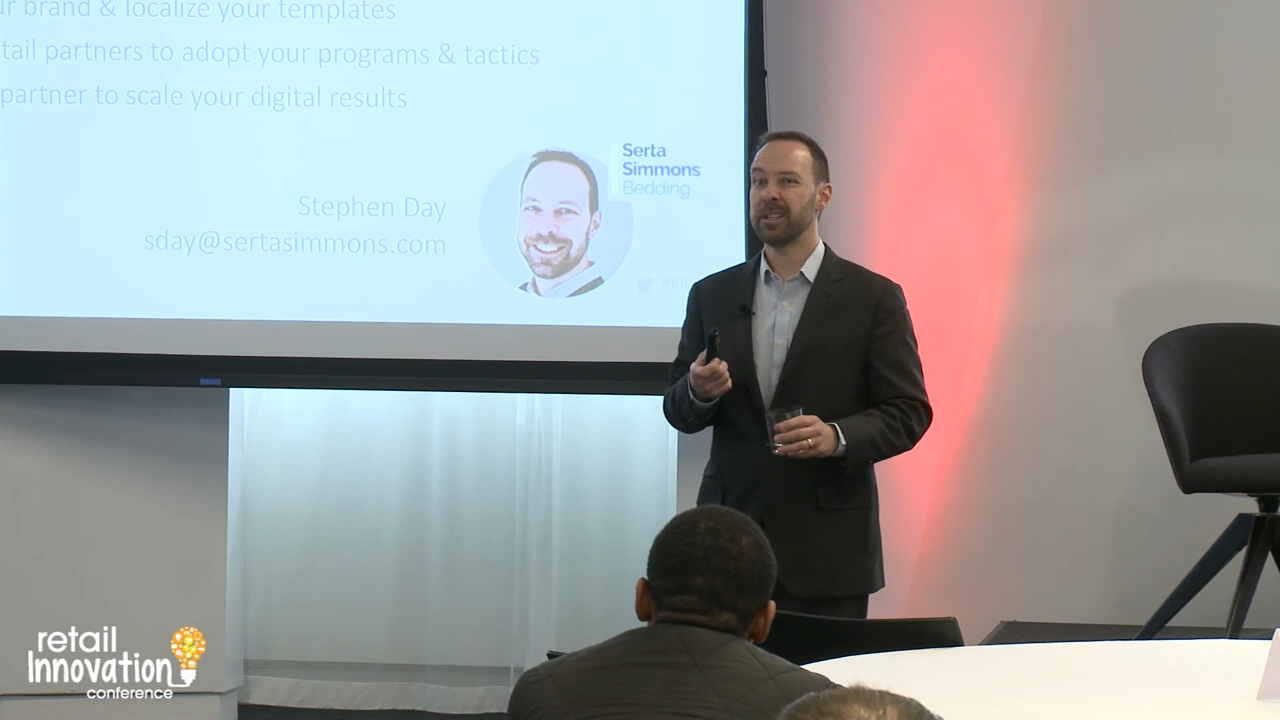 ur brand & localize your templates
tail partners to adopt your programs & tactics
partner to scale your digital results
Serta
Simmons
Bedding
Stephen Day
sday@sertasimmons.com
retail
Innovation
conference